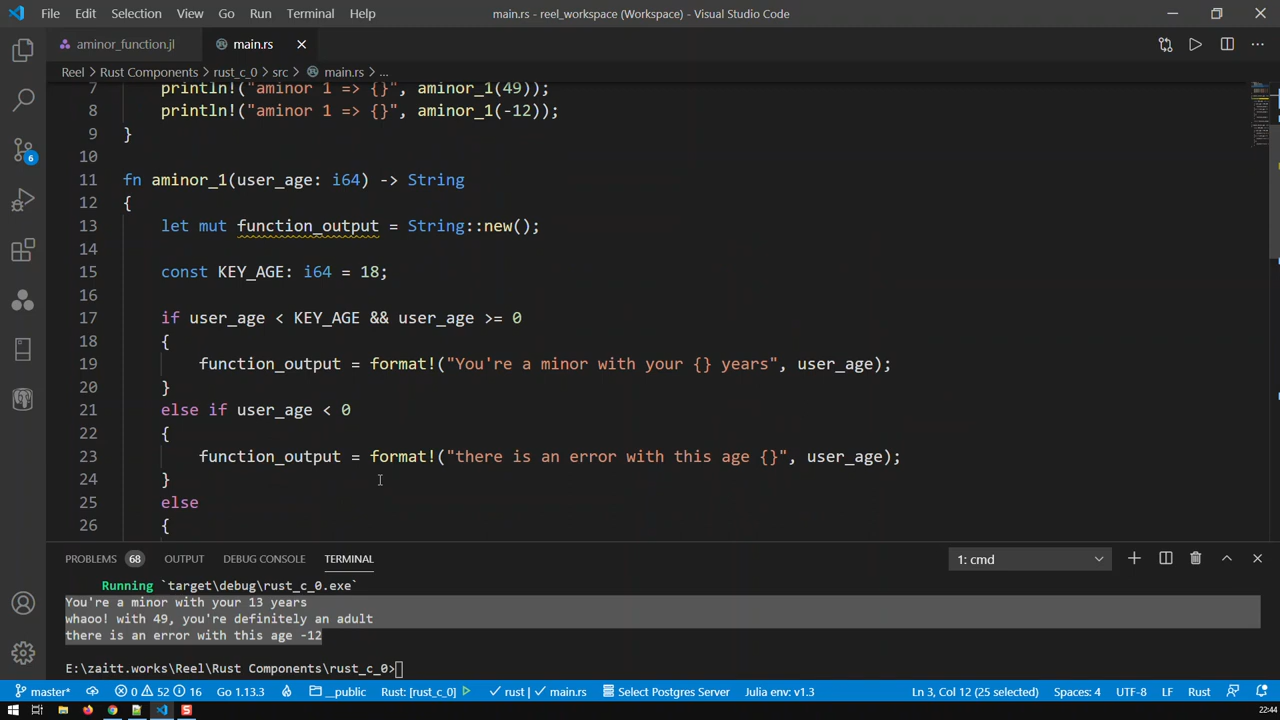 File Edit Selection View Go Run Terminal Help
main.rs - reel_workspace (Workspace) - Visual Studio Code
aminor_function.jl
main.rs
Reel > Rust Components > rust_c_0 > src > main.rs > ...
7 println!("aminor 1 => {}", aminor_1(49));
8 println!("aminor 1 => {}", aminor_1(-12));
9 }
10
11 fn aminor_1(user_age: i64) -> String
12 {
13 let mut function_output = String::new();
14
15 const KEY_AGE: i64 = 18;
16
17 if user_age < KEY_AGE && user_age >= 0
18 {
19 function_output = format!("You're a minor with your {} years", user_age);
20 }
21 else if user_age < 0
22 {
23 function_output = format!("there is an error with this age {}", user_age);
24 }
25 else
26 {
6
PROBLEMS 68 OUTPUT DEBUG CONSOLE TERMINAL
1: cmd
Running `target\debug\rust_c_0.exe`
You're a minor with your 13 years
whaoo! with 49, you're definitely an adult
there is an error with this age -12
E:\zaitt.works\Reel\Rust Components\rust_c_0>
master* 0 52 16 Go 1.13.3 __public Rust: [rust_c_0] rust | main.rs Select Postgres Server Julia env: v1.3 Ln 3, Col 12 (25 selected) Spaces: 4 UTF-8 LF Rust
22:44